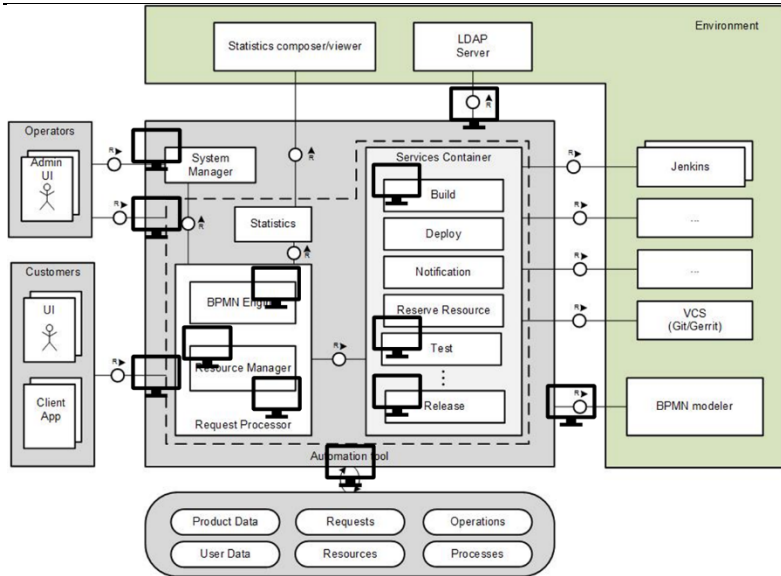 Environment
Statistics composer/viewer
LDAP
Server
Operators
Admin
UI
System
Manager
Services Container
Jenkins
Build
Statistics
Deploy
...
Notification
...
Customers
UI
BPMN Engine
Reserve Resource
VCS
(Git/Gerrit)
Test
Resource Manager
Client
App
Release
BPMN modeler
Request Processor
Automation tool
Product Data
Requests
Operations
User Data
Resources
Processes
R
R
R
R
R
R
R
R
R
R
R
R
R